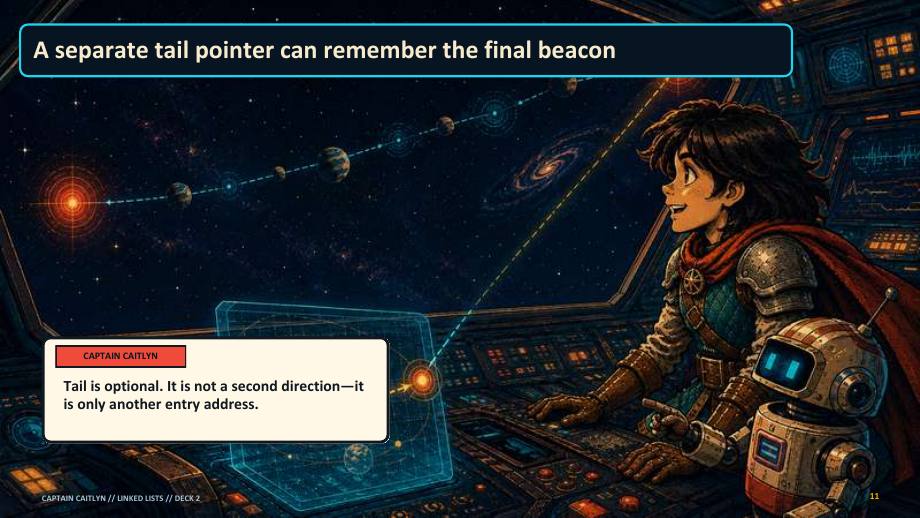 A separate tail pointer can remember the final beacon
CAPTAIN CAITLYN
Tail is optional. It is not a second direction—it
is only another entry address.
CAPTAIN CAITLYN // LINKED LISTS // DECK 2
11